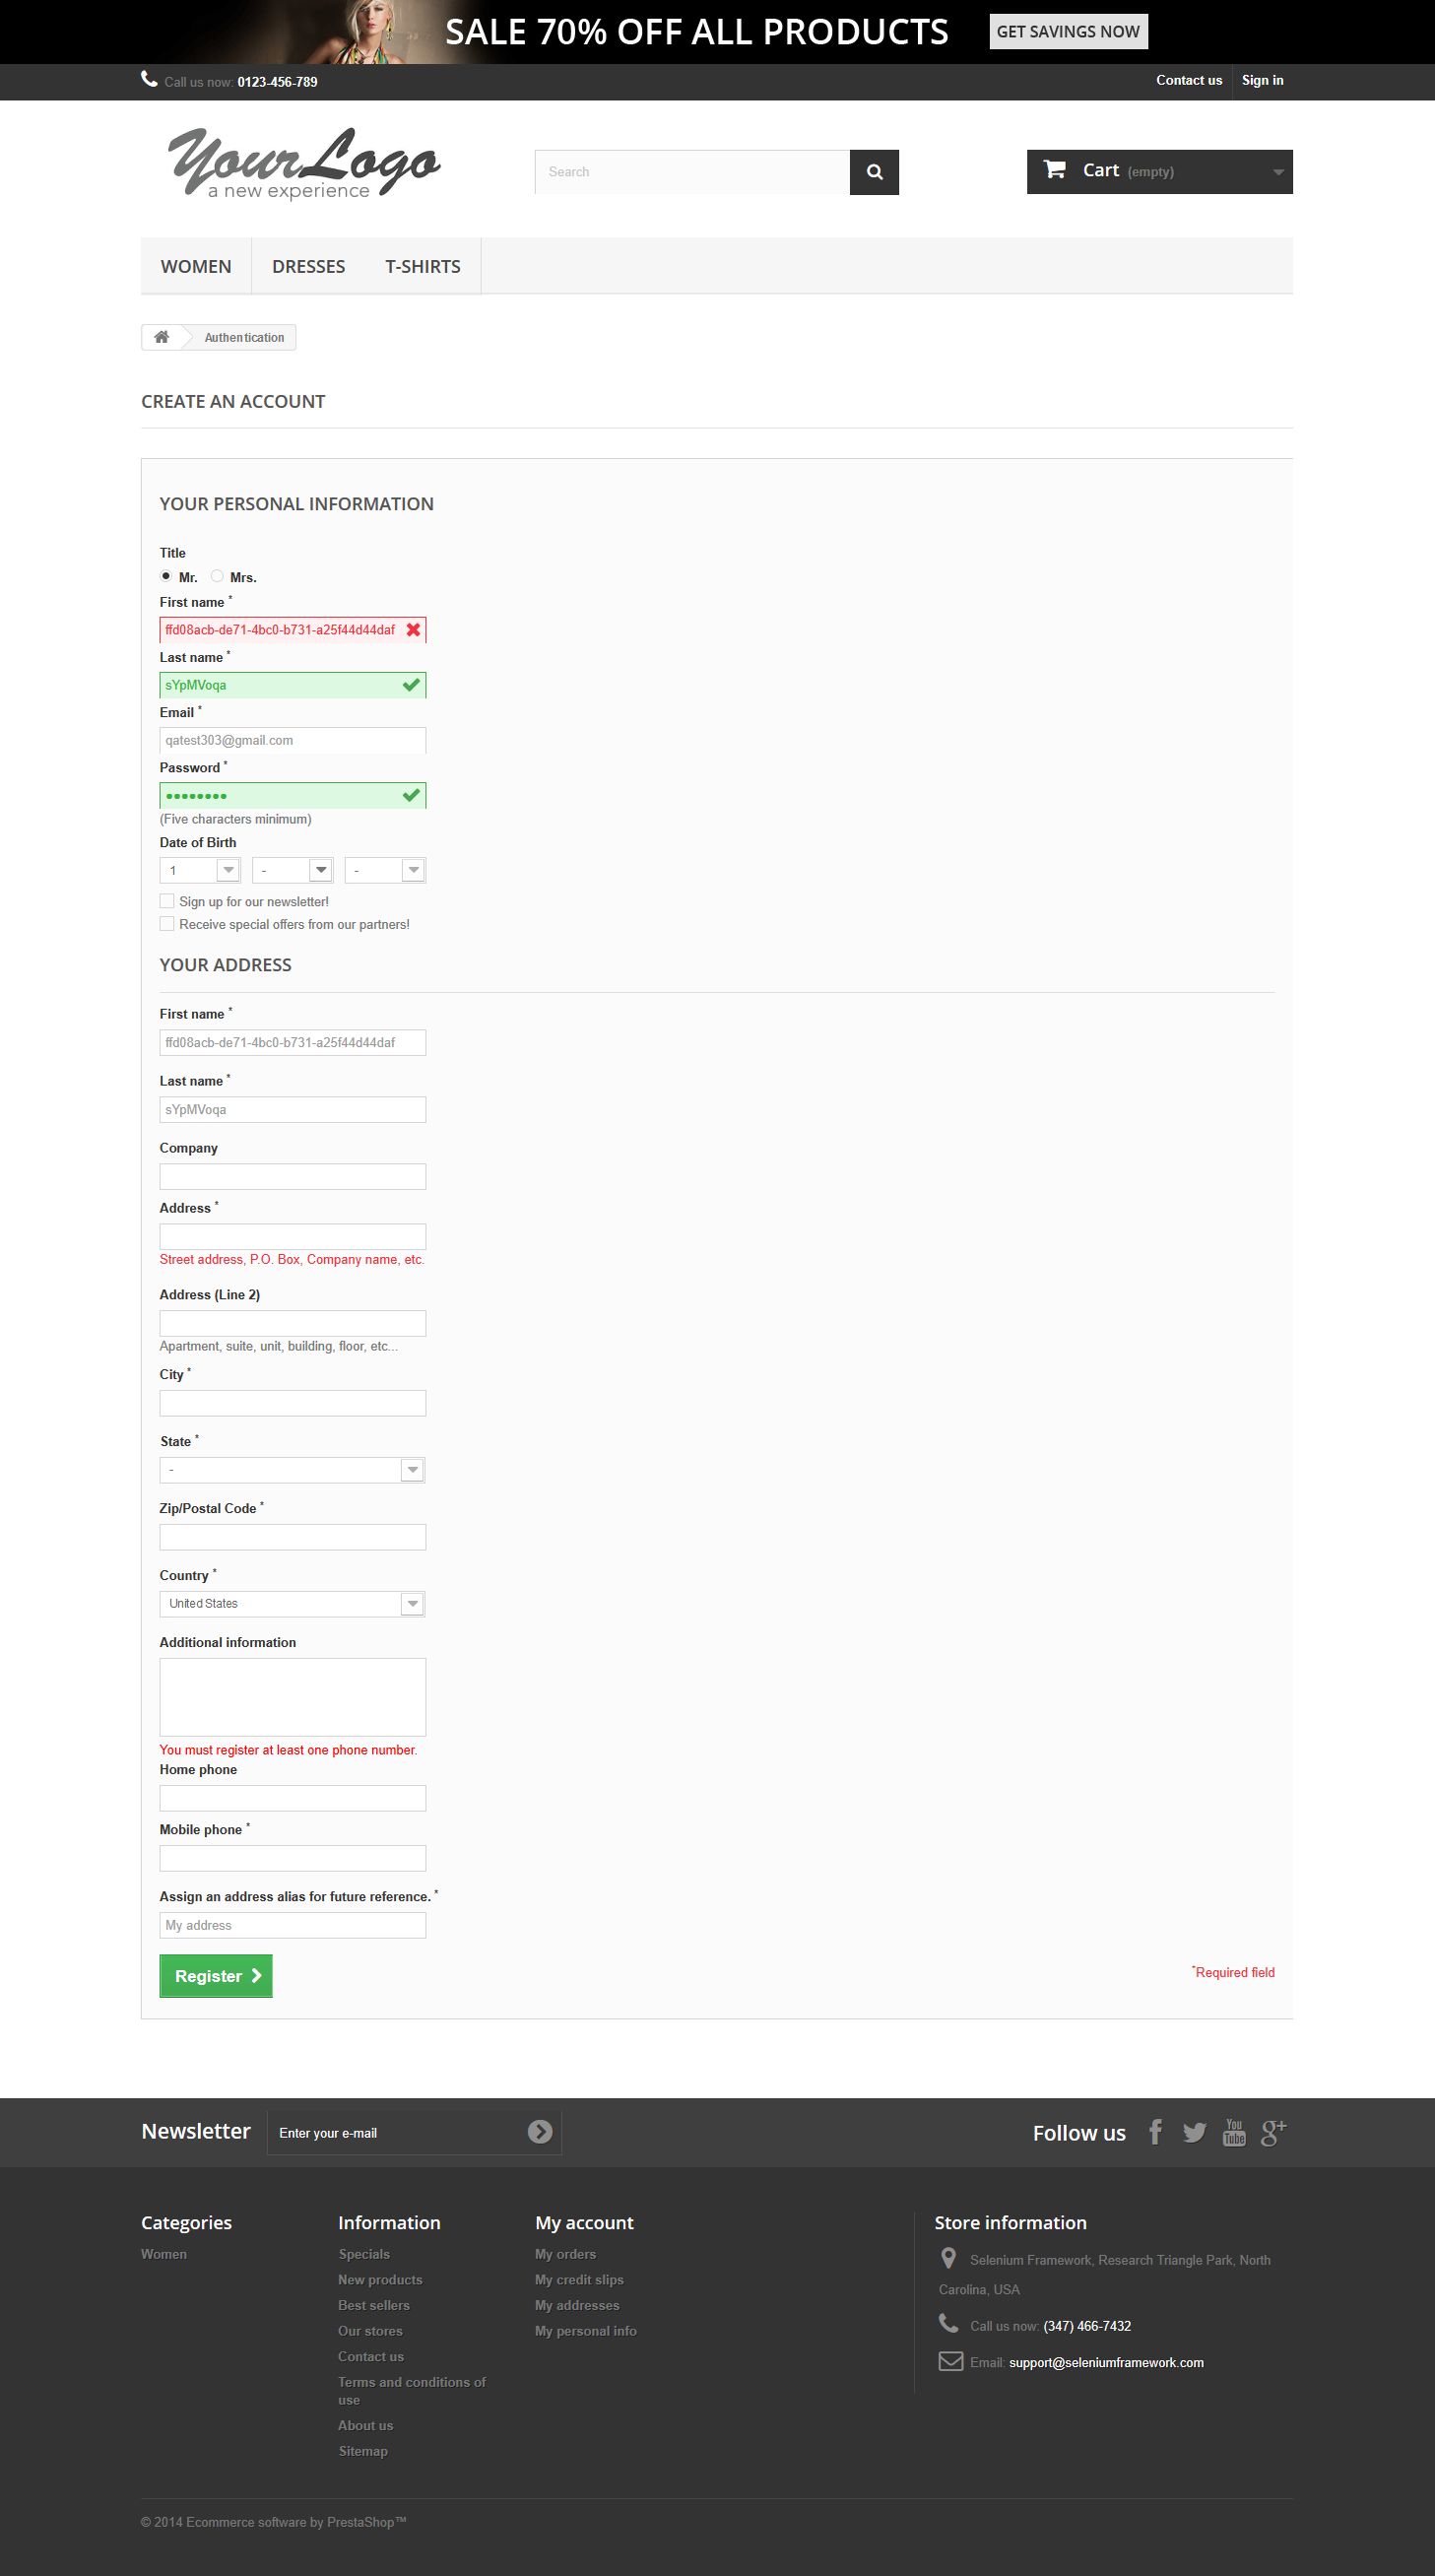 SALE 70% OFF ALL PRODUCTS GET SAVINGS NOW
Call us now: 0123-456-789 Contact us Sign in
YourLogo
a new experience
Search
Cart (empty)
WOMEN DRESSES T-SHIRTS
Authentication
CREATE AN ACCOUNT
YOUR PERSONAL INFORMATION
Title
Mr. Mrs.
First name *
ffd08acb-de71-4bc0-b731-a25f44d44daf
Last name *
sYpMVoqa
Email *
qatest303@gmail.com
Password *
••••••••
(Five characters minimum)
Date of Birth
1 - -
Sign up for our newsletter!
Receive special offers from our partners!
YOUR ADDRESS
First name *
ffd08acb-de71-4bc0-b731-a25f44d44daf
Last name *
sYpMVoqa
Company
Address *
Street address, P.O. Box, Company name, etc.
Address (Line 2)
Apartment, suite, unit, building, floor, etc...
City *
State *
-
Zip/Postal Code *
Country *
United States
Additional information
You must register at least one phone number.
Home phone
Mobile phone *
Assign an address alias for future reference. *
My address
Register
*Required field
Newsletter Enter your e-mail
Follow us
You
Tube
g+
Categories
Women
Information
Specials
New products
Best sellers
Our stores
Contact us
Terms and conditions of
use
About us
Sitemap
My account
My orders
My credit slips
My addresses
My personal info
Store information
Selenium Framework, Research Triangle Park, North
Carolina, USA
Call us now: (347) 466-7432
Email: support@seleniumframework.com
© 2014 Ecommerce software by PrestaShop™